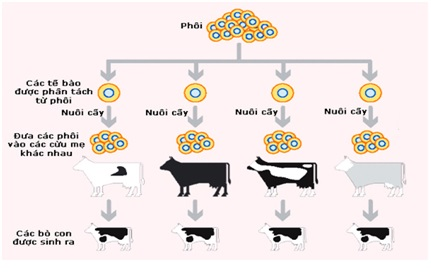 Phôi
Các tế bào
được phân tách
từ phôi
Nuôi cấy
Nuôi cấy
Nuôi cấy
Nuôi cấy
Đưa các phôi
vào các cừu mẹ
khác nhau
Các bò con
được sinh ra